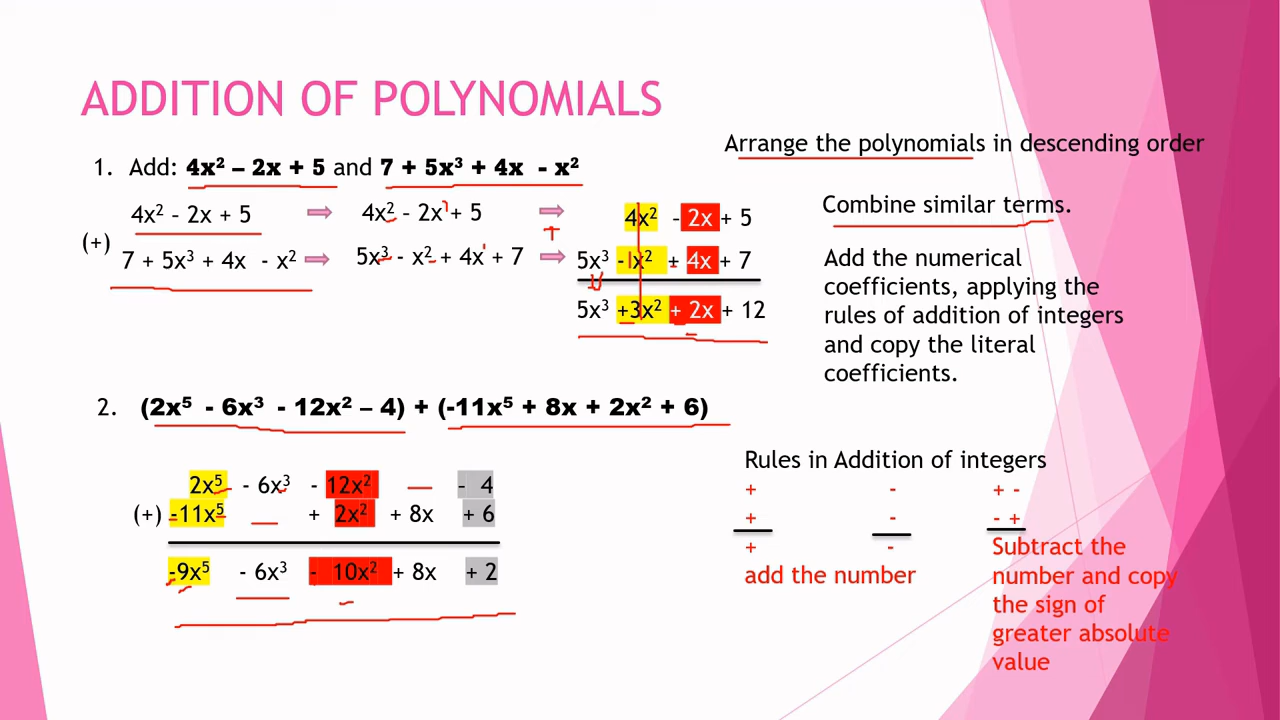 ADDITION OF POLYNOMIALS
Arrange the polynomials in descending order
1. Add: 4x² – 2x + 5 and 7 + 5x³ + 4x - x²
4x² - 2x + 5 ⇨ 4x² - 2x¹ + 5 ⇨ 4x² - 2x + 5
(+) 7 + 5x³ + 4x - x² ⇨ 5x³ - x² + 4x¹ + 7 ⇨ 5x³ -1x² + 4x + 7
5x³ +3x² + 2x + 12
Combine similar terms.
Add the numerical
coefficients, applying the
rules of addition of integers
and copy the literal
coefficients.
2. (2x⁵ - 6x³ - 12x² – 4) + (-11x⁵ + 8x + 2x² + 6)
2x⁵ - 6x³ - 12x² - 4
(+) -11x⁵ + 2x² + 8x + 6
-9x⁵ - 6x³ - 10x² + 8x + 2
Rules in Addition of integers
+ - + -
+ - - +
+ -
add the number
Subtract the
number and copy
the sign of
greater absolute
value